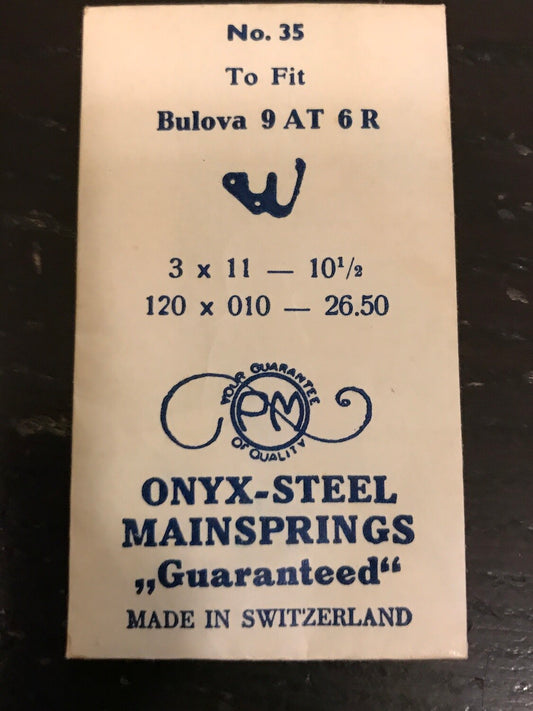 No. 35
To Fit
Bulova 9 AT 6 R
3 x 11 — 10¹/₂
120 x 010 — 26.50
YOUR GUARANTEE
PM
OF QUALITY
ONYX-STEEL
MAINSPRINGS
„Guaranteed“
MADE IN SWITZERLAND